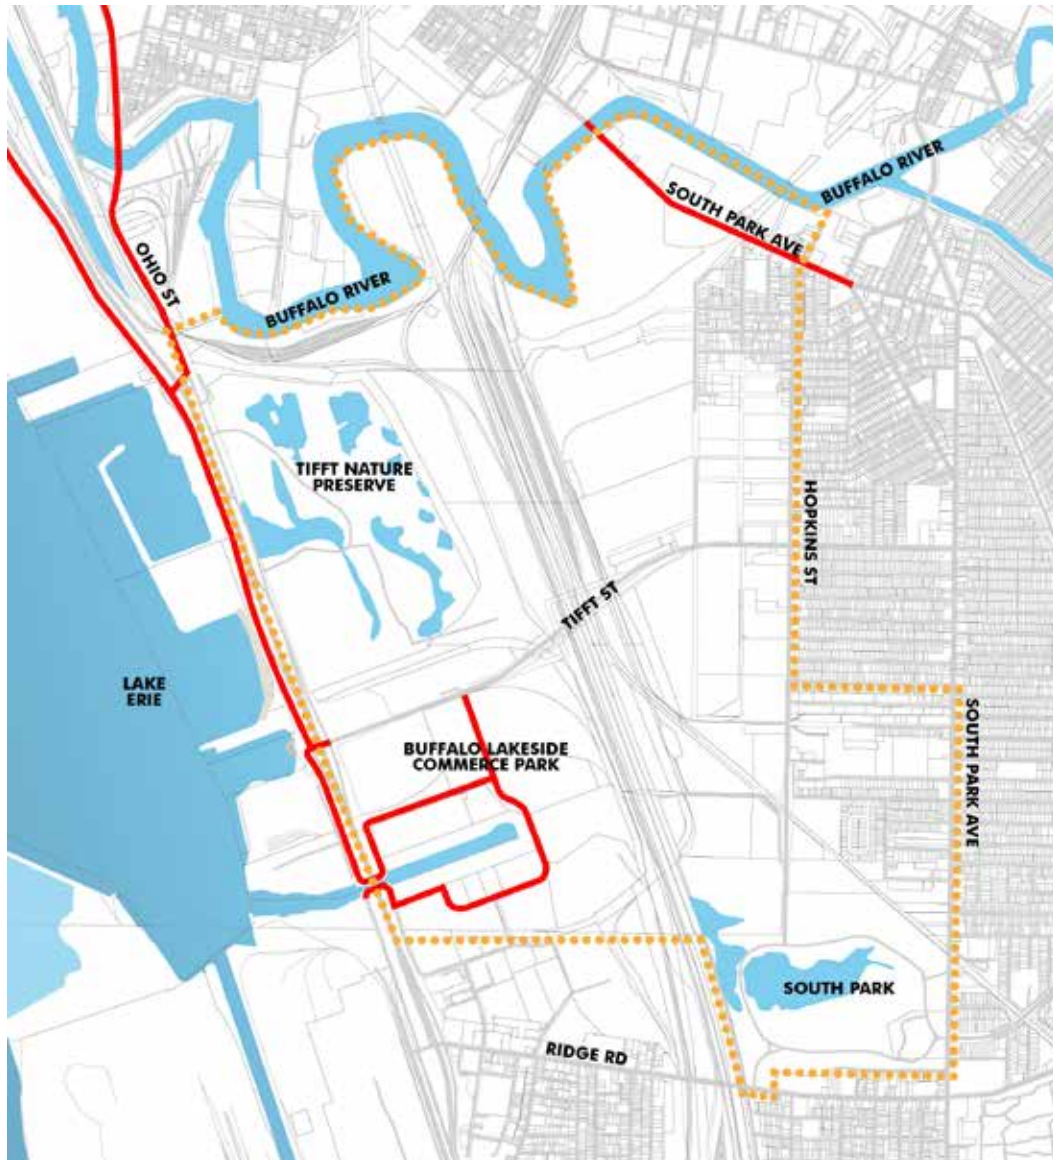 BUFFALO RIVER
SOUTH PARK AVE
OHIO ST
BUFFALO RIVER
TIFFT NATURE
PRESERVE
HOPKINS ST
TIFFT ST
LAKE
ERIE
SOUTH PARK AVE
BUFFALO LAKESIDE
COMMERCE PARK
SOUTH PARK
RIDGE RD